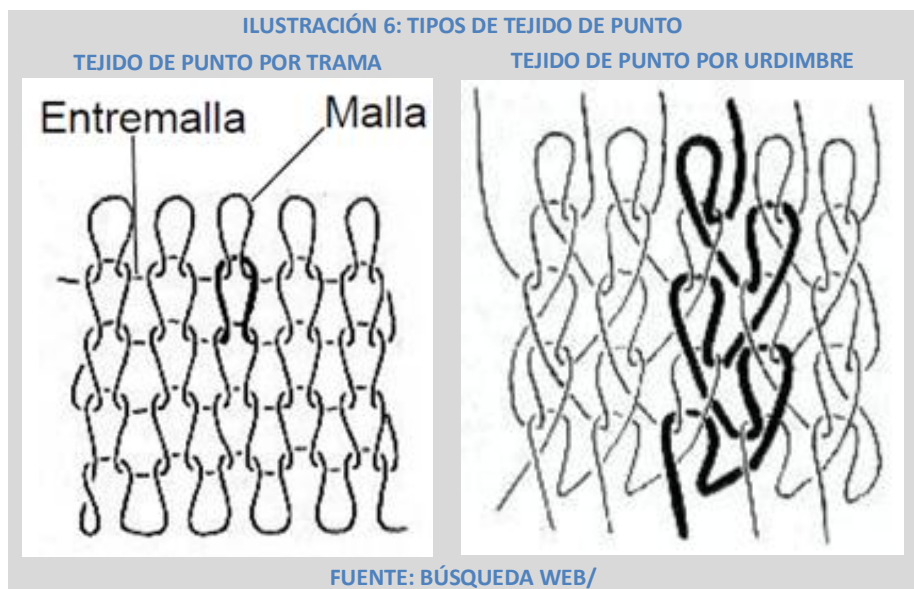 ILUSTRACIÓN 6: TIPOS DE TEJIDO DE PUNTO
TEJIDO DE PUNTO POR TRAMA
TEJIDO DE PUNTO POR URDIMBRE
Entremalla
Malla
FUENTE: BÚSQUEDA WEB/